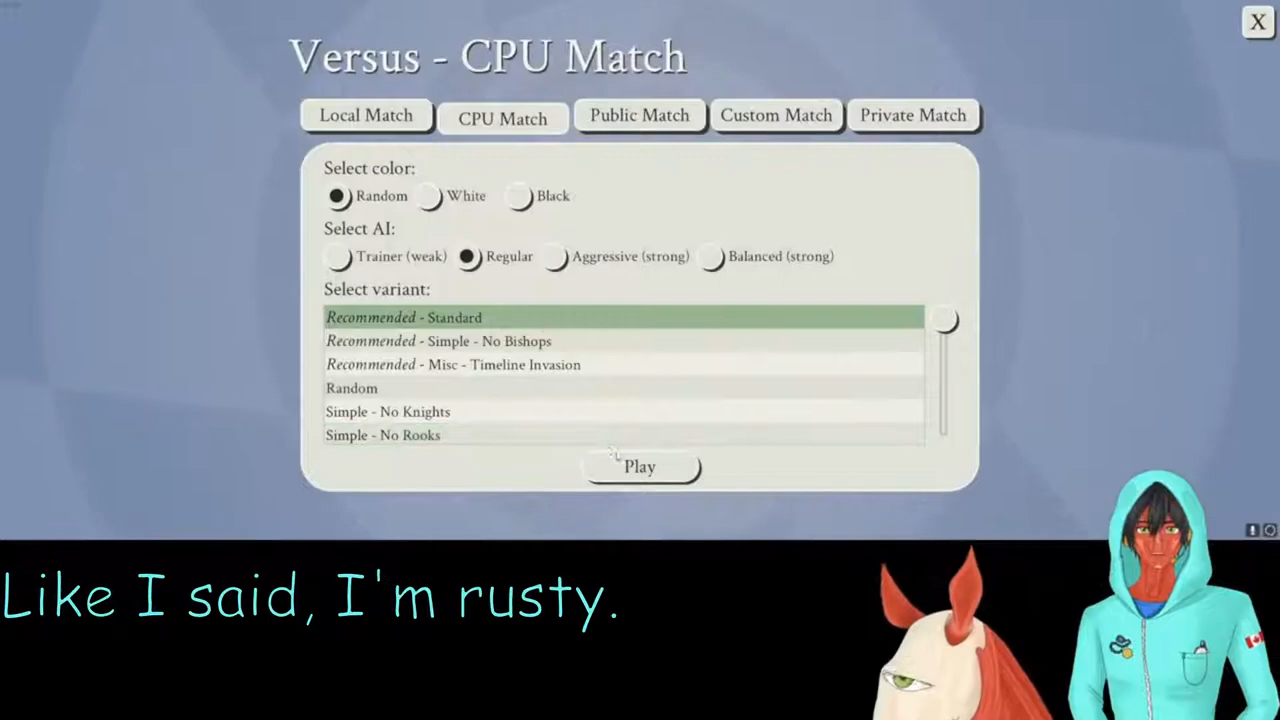 X
Versus - CPU Match
Local Match CPU Match Public Match Custom Match Private Match
Select color:
Random White Black
Select AI:
Trainer (weak) Regular Aggressive (strong) Balanced (strong)
Select variant:
Recommended - Standard
Recommended - Simple - No Bishops
Recommended - Misc - Timeline Invasion
Random
Simple - No Knights
Simple - No Rooks
Play
Like I said, I'm rusty.